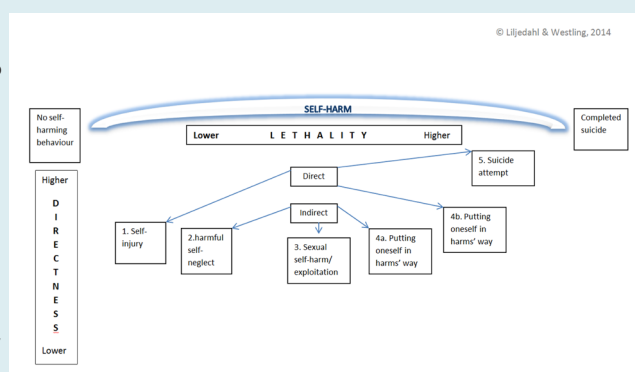 © Liljedahl & Westling, 2014
SELF-HARM
No self-
harming
behaviour
Completed
suicide
Lower L E T H A L I T Y Higher
Higher
D
I
R
E
C
T
N
E
S
S
Lower
Direct
Indirect
1. Self-
injury
2.harmful
self-
neglect
3. Sexual
self-harm/
exploitation
4a. Putting
oneself in
harms' way
4b. Putting
oneself in
harms' way
5. Suicide
attempt